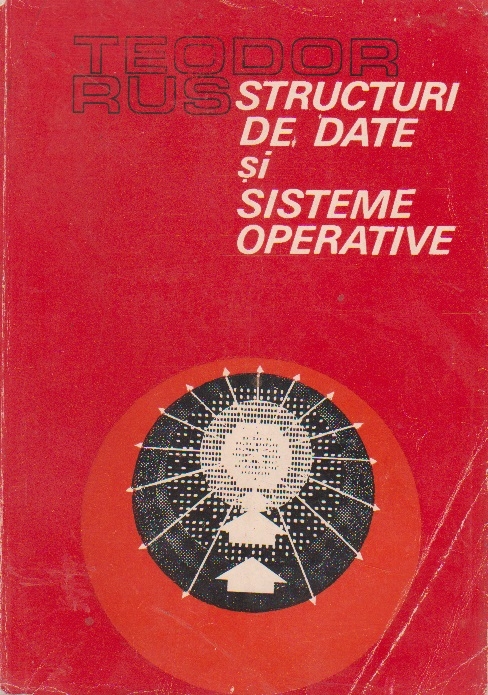 TEODOR
RUS
STRUCTURI
DE DATE
și
SISTEME
OPERATIVE